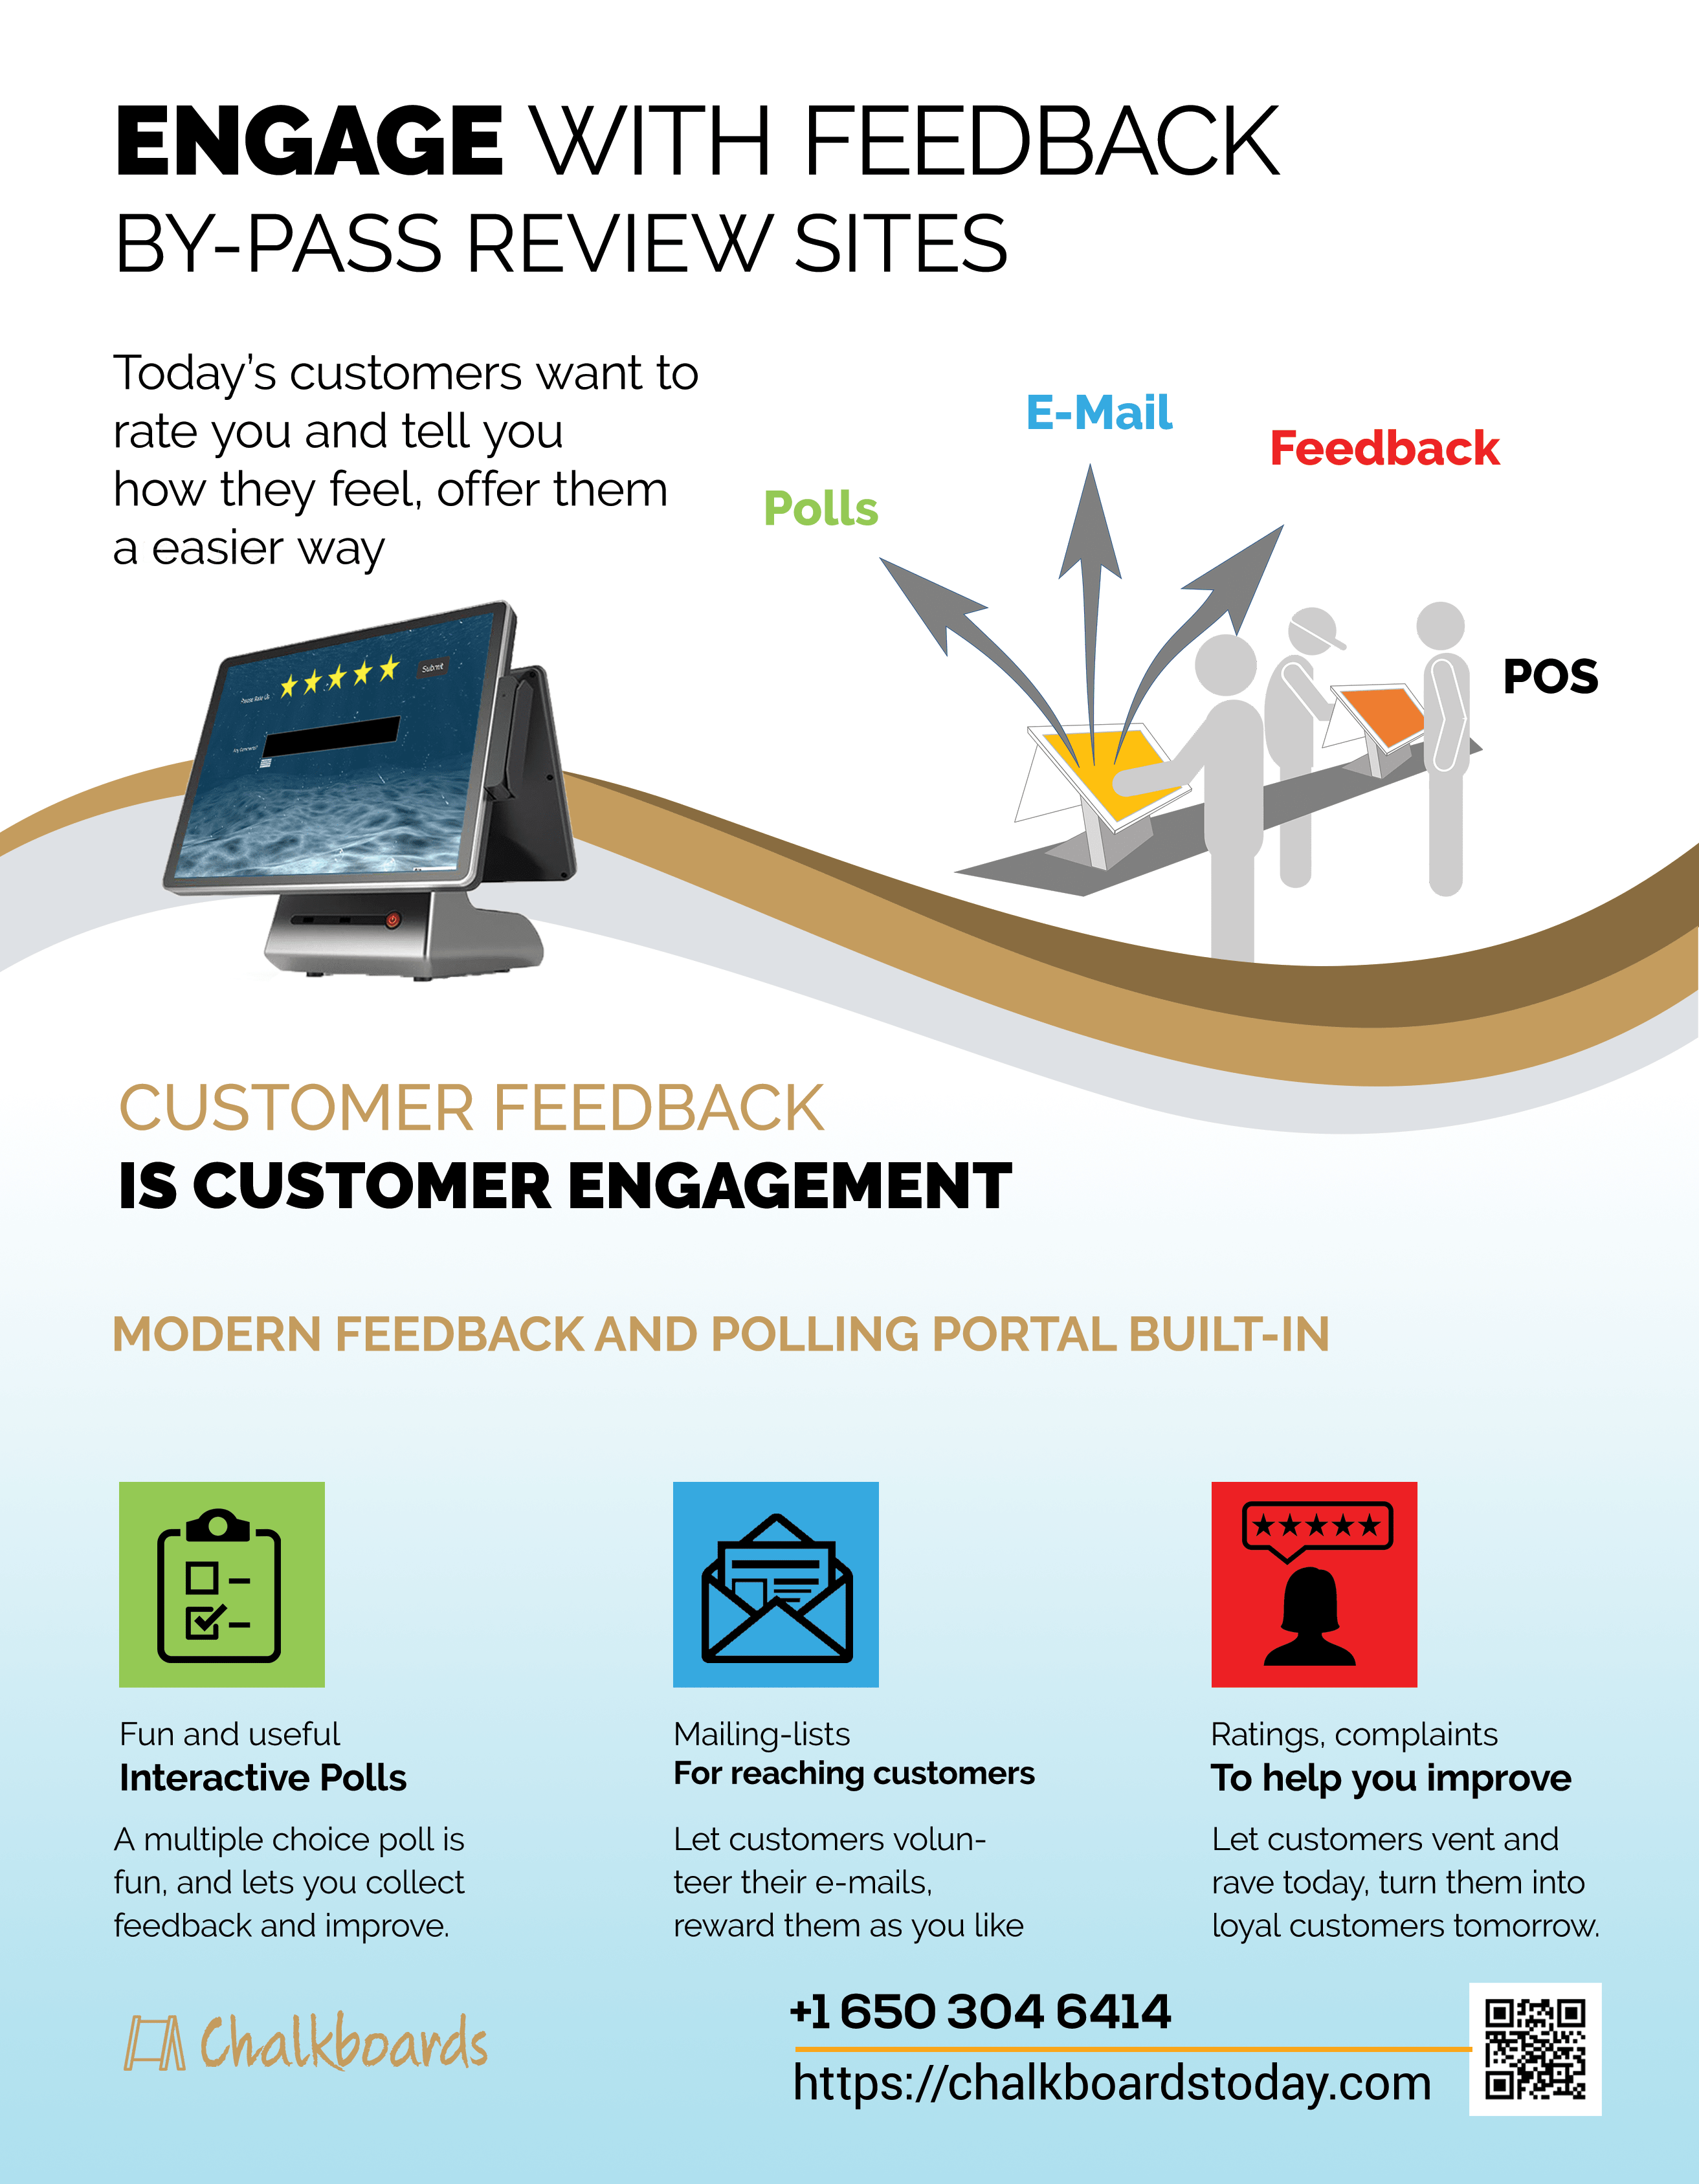 ENGAGE WITH FEEDBACK
BY-PASS REVIEW SITES
Today's customers want to
rate you and tell you
how they feel, offer them
a easier way
E-Mail
Feedback
Polls
POS
Please Rate Us
Submit
Any Comments?
CUSTOMER FEEDBACK
IS CUSTOMER ENGAGEMENT
MODERN FEEDBACK AND POLLING PORTAL BUILT-IN
Fun and useful
Interactive Polls
A multiple choice poll is
fun, and lets you collect
feedback and improve.
Mailing-lists
For reaching customers
Let customers volun-
teer their e-mails,
reward them as you like
Ratings, complaints
To help you improve
Let customers vent and
rave today, turn them into
loyal customers tomorrow.
Chalkboards
+1 650 304 6414
https://chalkboardstoday.com